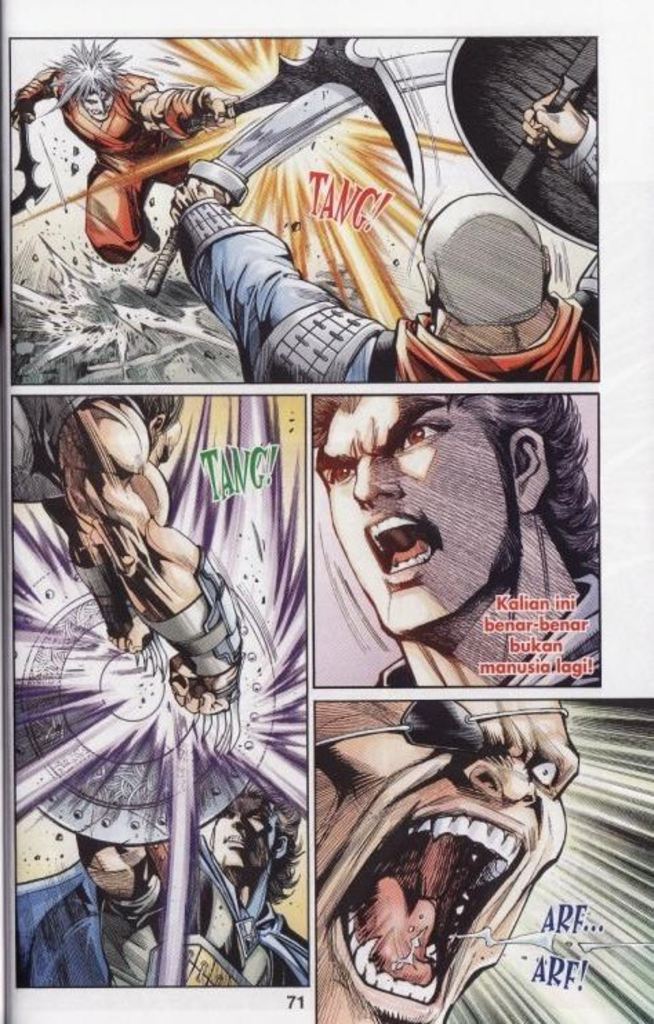 TANG!
TANG!
Kalian ini
benar-benar
bukan
manusia lagi!
ARF...
ARF!
71